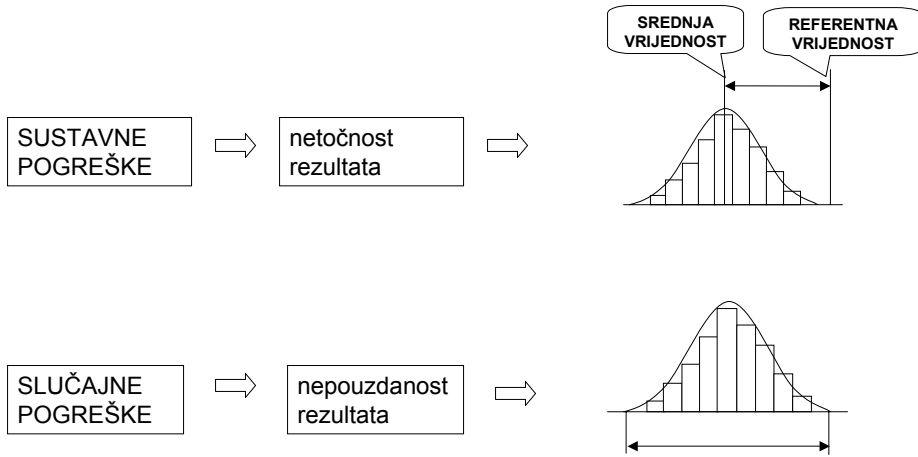 SREDNJA
VRIJEDNOST
REFERENTNA
VRIJEDNOST
SUSTAVNE
POGREŠKE
netočnost
rezultata
SLUČAJNE
POGREŠKE
nepouzdanost
rezultata